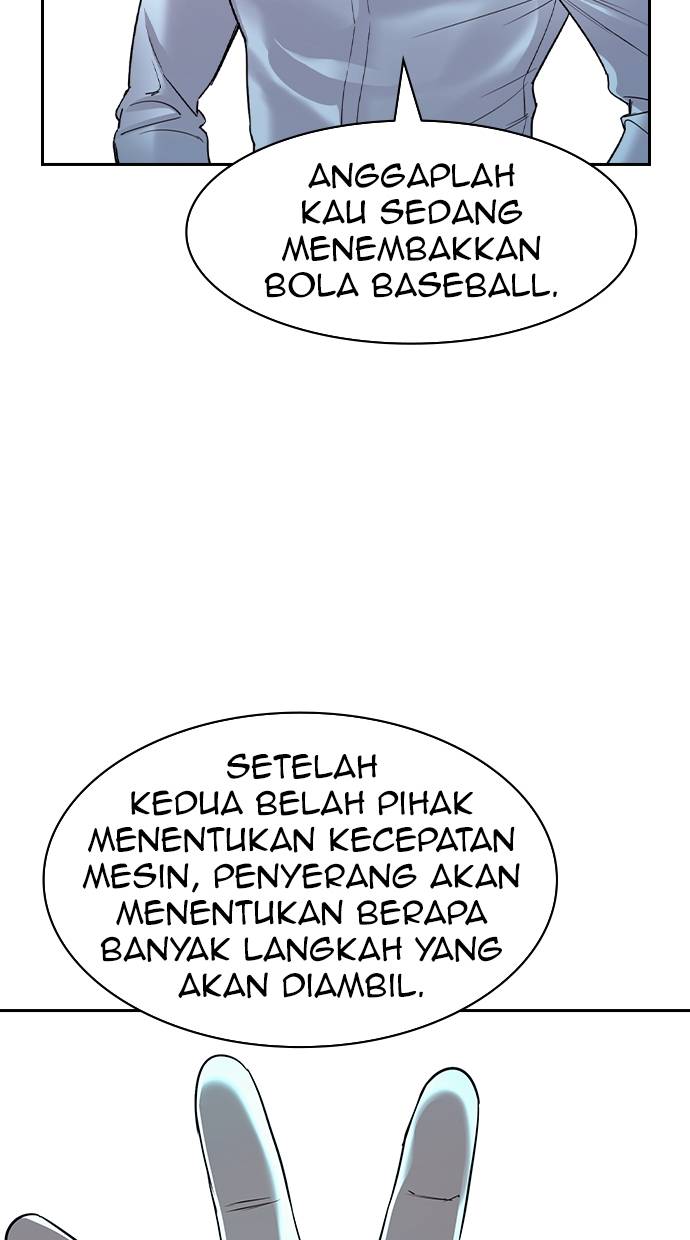 ANGGAPLAH
KAU SEDANG
MENEMBAKKAN
BOLA BASEBALL.
SETELAH
KEDUA BELAH PIHAK
MENENTUKAN KECEPATAN
MESIN, PENYERANG AKAN
MENENTUKAN BERAPA
BANYAK LANGKAH YANG
AKAN DIAMBIL.